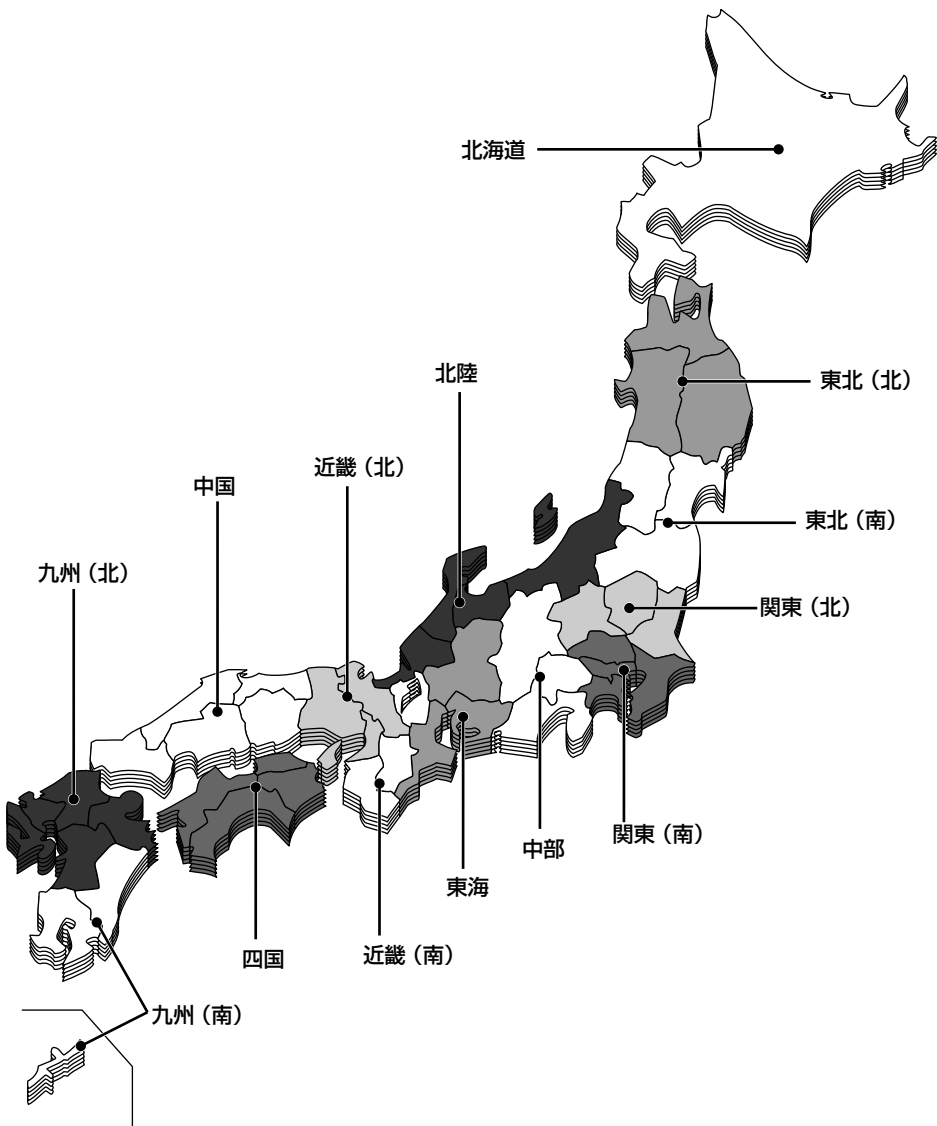 北海道
東北（北）
北陸
近畿（北）
中国
東北（南）
九州（北）
関東（北）
関東（南）
中部
東海
近畿（南）
四国
九州（南）